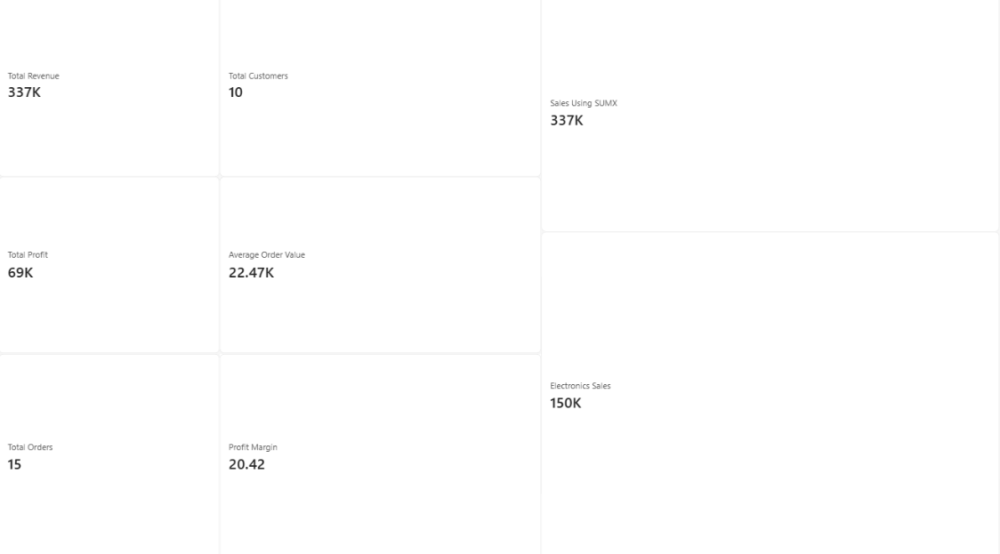 Total Revenue
337K
Total Customers
10
Sales Using SUMX
337K
Total Profit
69K
Average Order Value
22.47K
Electronics Sales
150K
Total Orders
15
Profit Margin
20.42